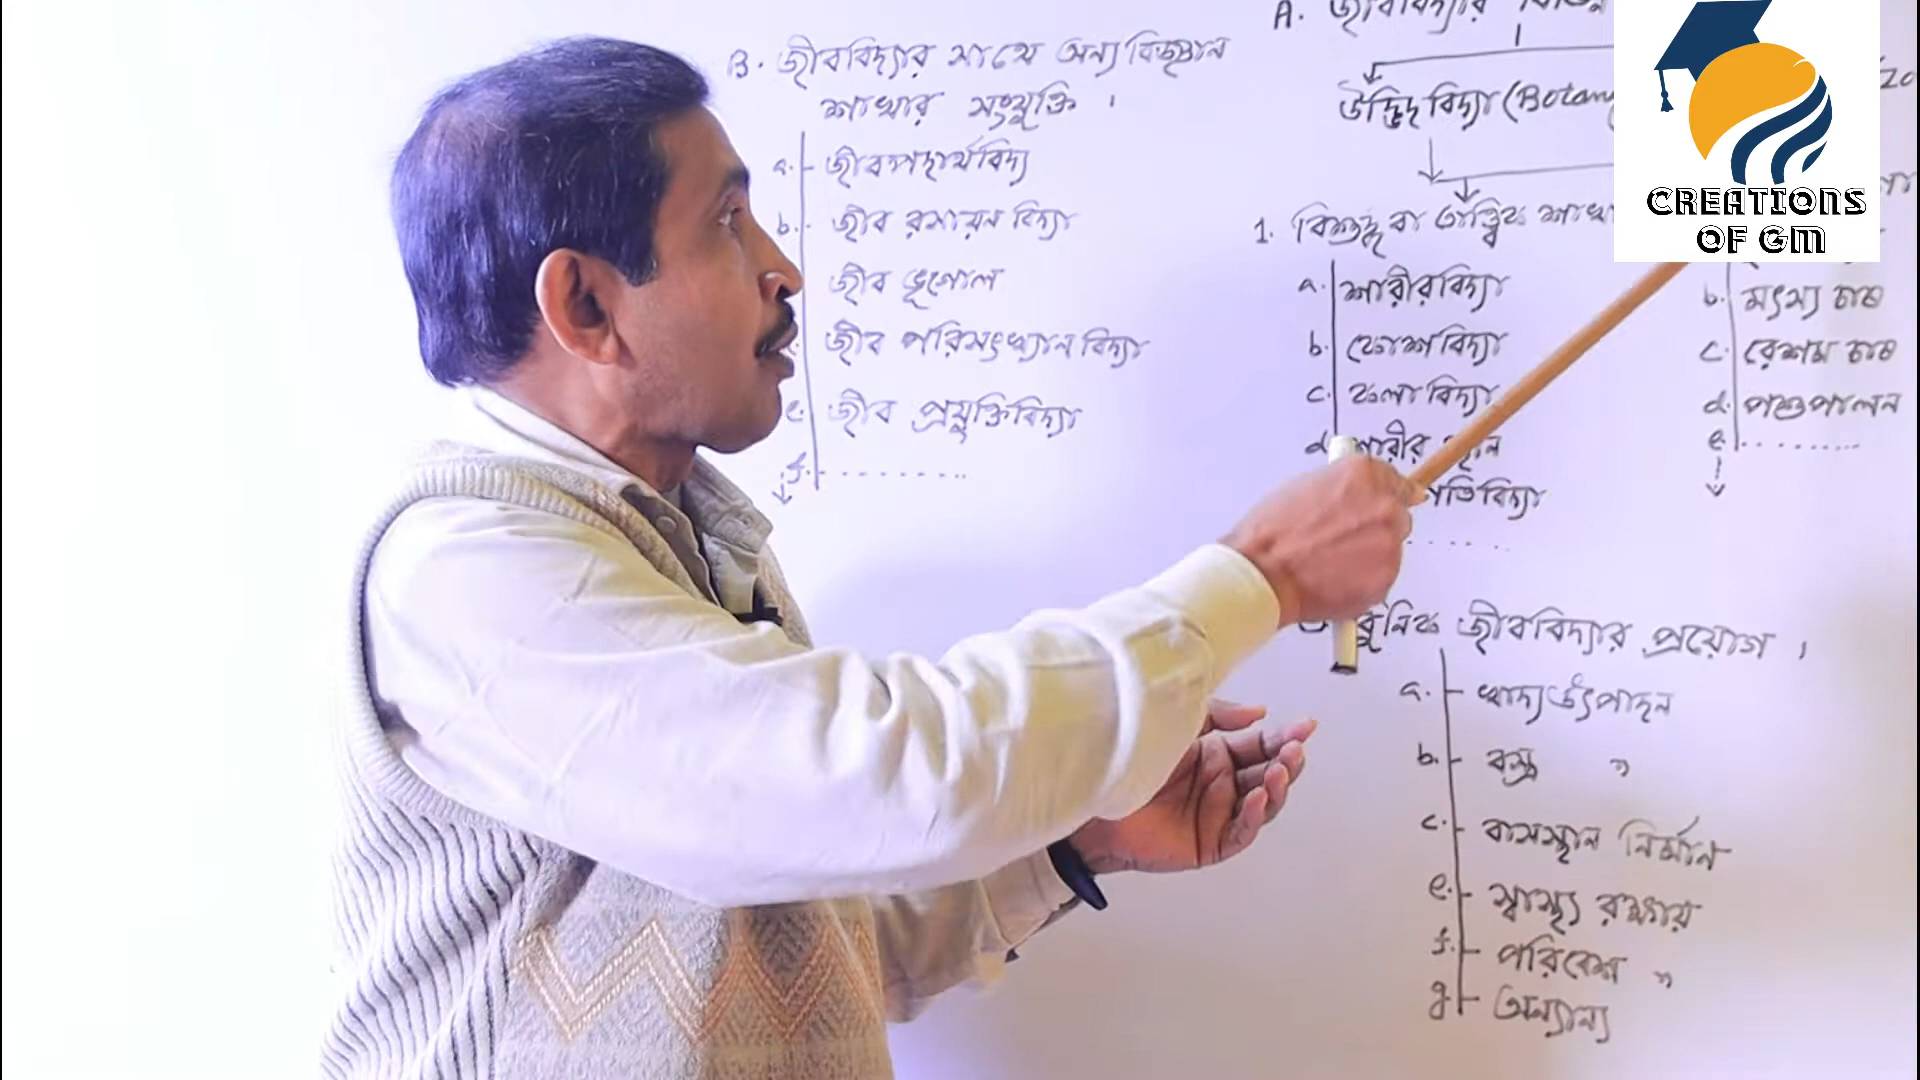 B. জীববিদ্যার সাথে অন্য বিজ্ঞান
শাখার সংযুক্তি ।
a. জীবপদার্থবিদ্য
b. জীব রসায়ন বিদ্যা
জীব ভূগোল
জীব পরিসংখ্যান বিদ্যা
e. জীব প্রযুক্তিবিদ্যা
f. ..........
A. জীববিদ্যার
উদ্ভিদ বিদ্যা (Botany
1. বিশুদ্ধ বা তাত্ত্বিক শাখা
a. শারীরবিদ্যা
b. কোশবিদ্যা
c. কলাবিদ্যা
d. শারীর স্থান
গতিবিদ্যা
b. মৎস্য চাষ
c. রেশম চাষ
d. পশুপালন
e. ..........
জীববিদ্যার প্রয়োগ ।
a. খাদ্য উৎপাদন
b. বস্ত্র "
c. বাসস্থান নির্মান
e. স্বাস্থ্য রক্ষায়
f. পরিবেশ "
g. অন্যান্য
CREATIONS
OF GM